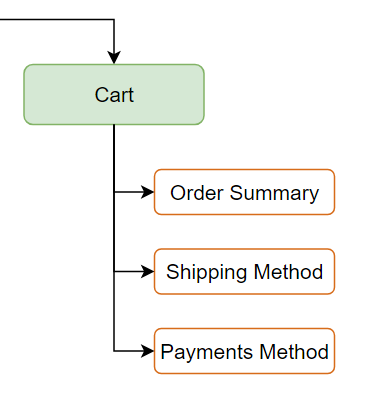 Cart
Order Summary
Shipping Method
Payments Method